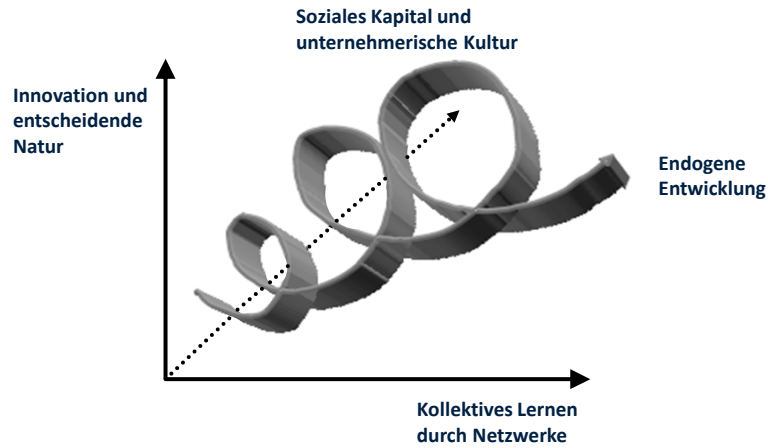 Soziales Kapital und
unternehmerische Kultur
Innovation und
entscheidende
Natur
Endogene
Entwicklung
Kollektives Lernen
durch Netzwerke